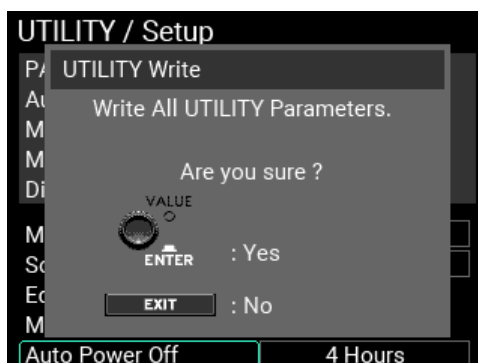 UTILITY / Setup
UTILITY Write
Write All UTILITY Parameters.
Are you sure ?
VALUE
ENTER : Yes
EXIT : No
Auto Power Off 4 Hours